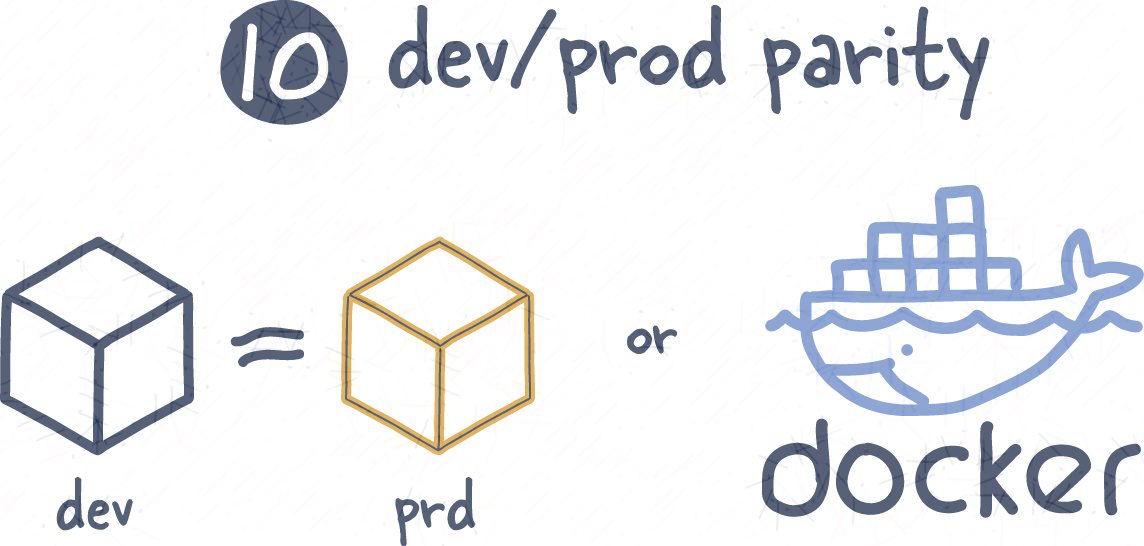 10 dev/prod parity
=
or
docker
dev
prd